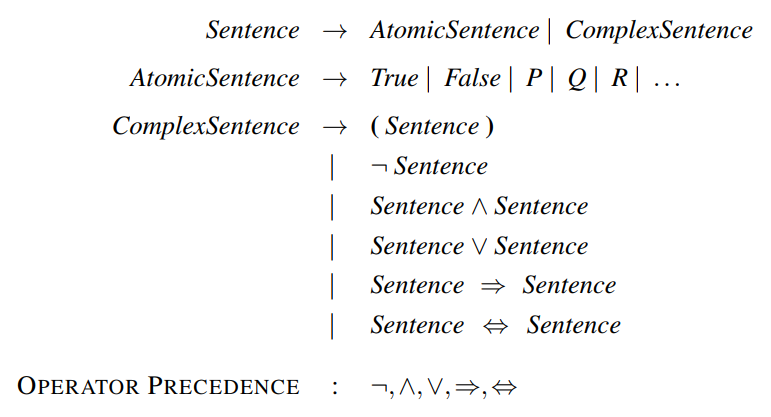 Sentence → AtomicSentence | ComplexSentence
AtomicSentence → True | False | P | Q | R | ...
ComplexSentence → ( Sentence )
| ¬ Sentence
| Sentence ∧ Sentence
| Sentence ∨ Sentence
| Sentence ⇒ Sentence
| Sentence ⇔ Sentence
OPERATOR PRECEDENCE : ¬,∧,∨,⇒,⇔